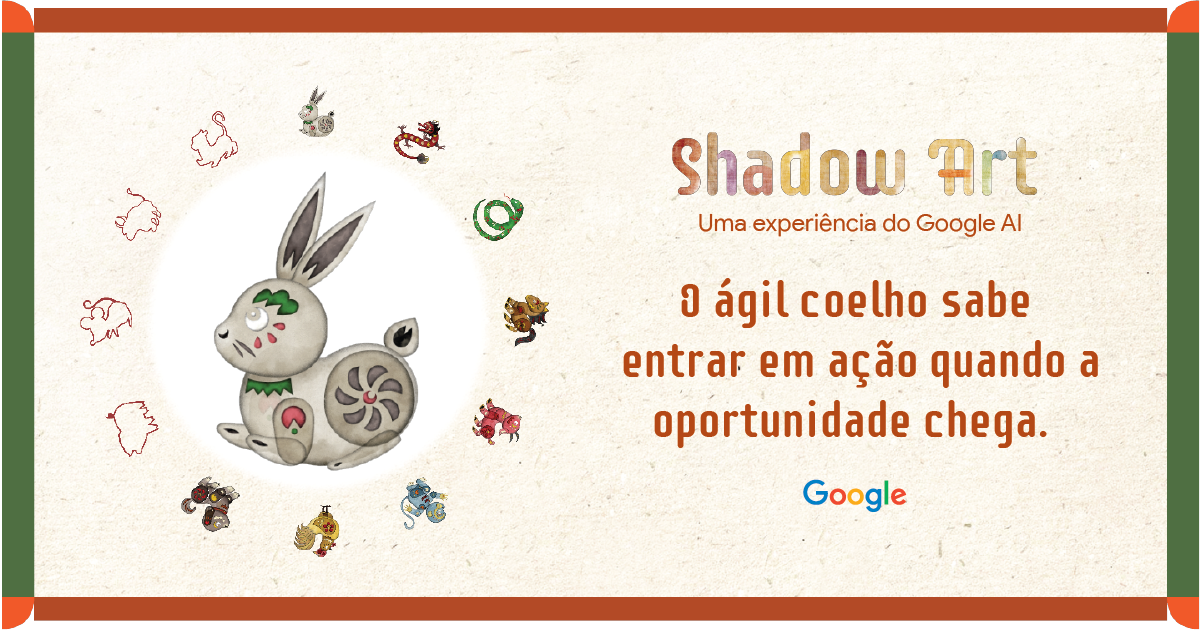 Shadow Art
Uma experiência do Google AI
O ágil coelho sabe
entrar em ação quando a
oportunidade chega.
Google